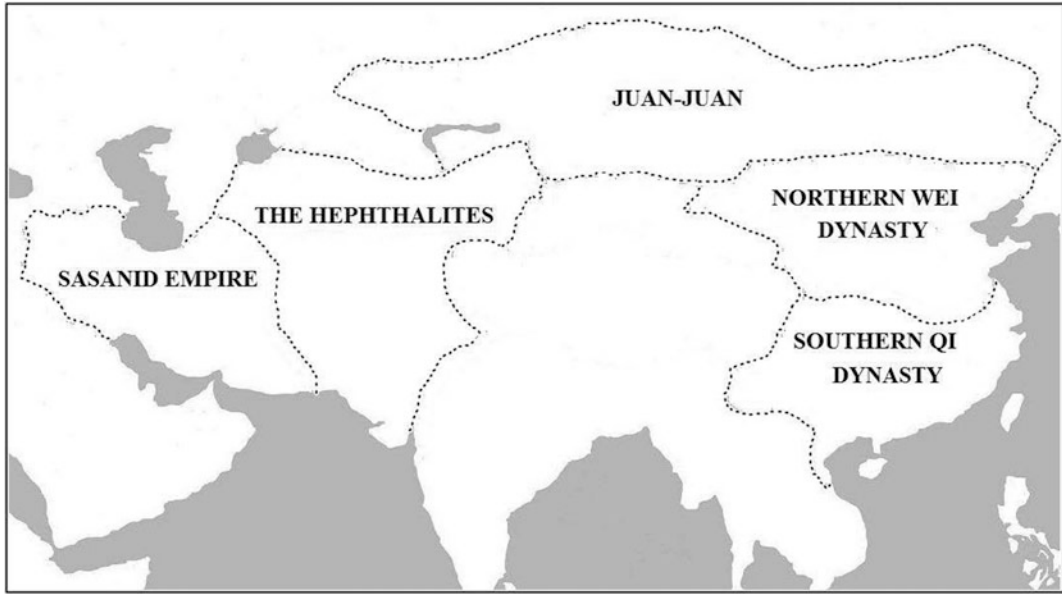 JUAN-JUAN
NORTHERN WEI
DYNASTY
THE HEPHTHALITES
SASANID EMPIRE
SOUTHERN QI
DYNASTY